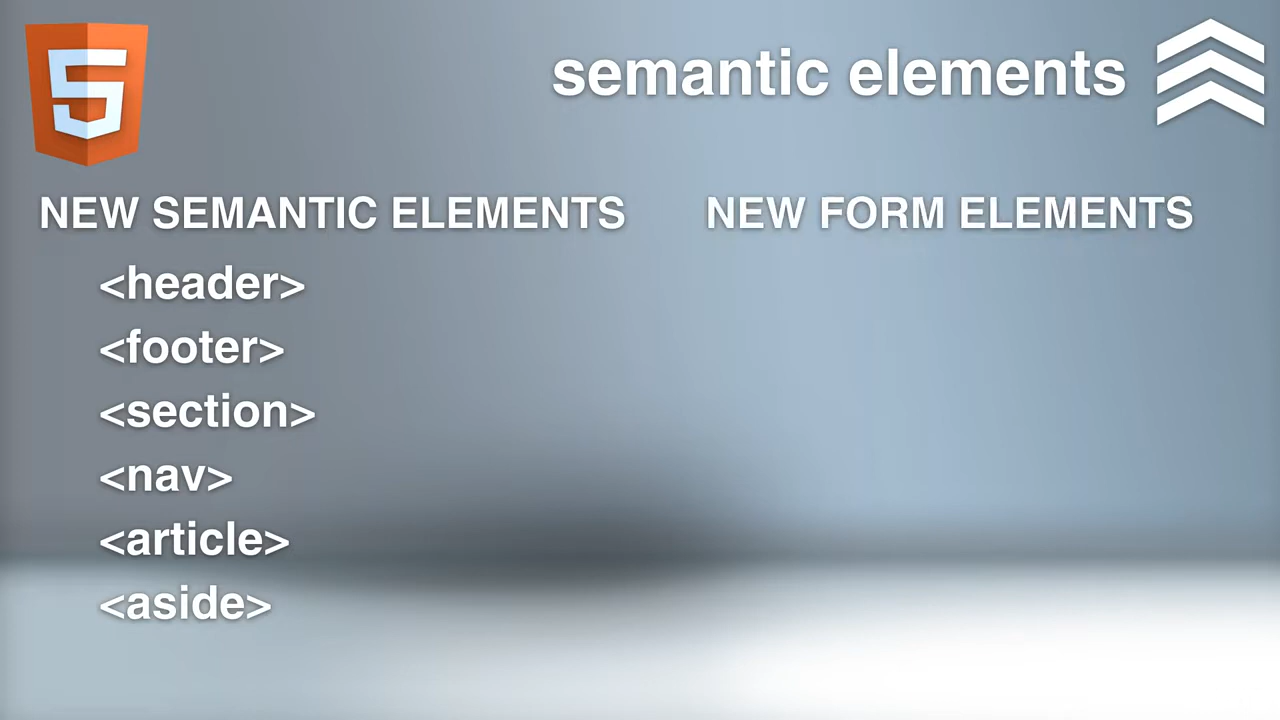 5
semantic elements
NEW SEMANTIC ELEMENTS
<header>
<footer>
<section>
<nav>
<article>
<aside>
NEW FORM ELEMENTS